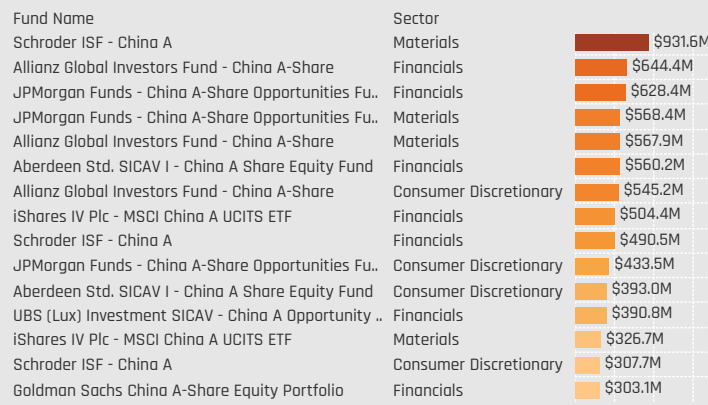 Fund Name Sector
Schroder ISF - China A Materials $931.6M
Allianz Global Investors Fund - China A-Share Financials $644.4M
JPMorgan Funds - China A-Share Opportunities Fu.. Financials $628.4M
JPMorgan Funds - China A-Share Opportunities Fu.. Materials $568.4M
Allianz Global Investors Fund - China A-Share Materials $567.9M
Aberdeen Std. SICAV I - China A Share Equity Fund Financials $560.2M
Allianz Global Investors Fund - China A-Share Consumer Discretionary $545.2M
iShares IV Plc - MSCI China A UCITS ETF Financials $504.4M
Schroder ISF - China A Financials $490.5M
JPMorgan Funds - China A-Share Opportunities Fu.. Consumer Discretionary $433.5M
Aberdeen Std. SICAV I - China A Share Equity Fund Consumer Discretionary $393.0M
UBS (Lux) Investment SICAV - China A Opportunity .. Financials $390.8M
iShares IV Plc - MSCI China A UCITS ETF Materials $326.7M
Schroder ISF - China A Consumer Discretionary $307.7M
Goldman Sachs China A-Share Equity Portfolio Financials $303.1M